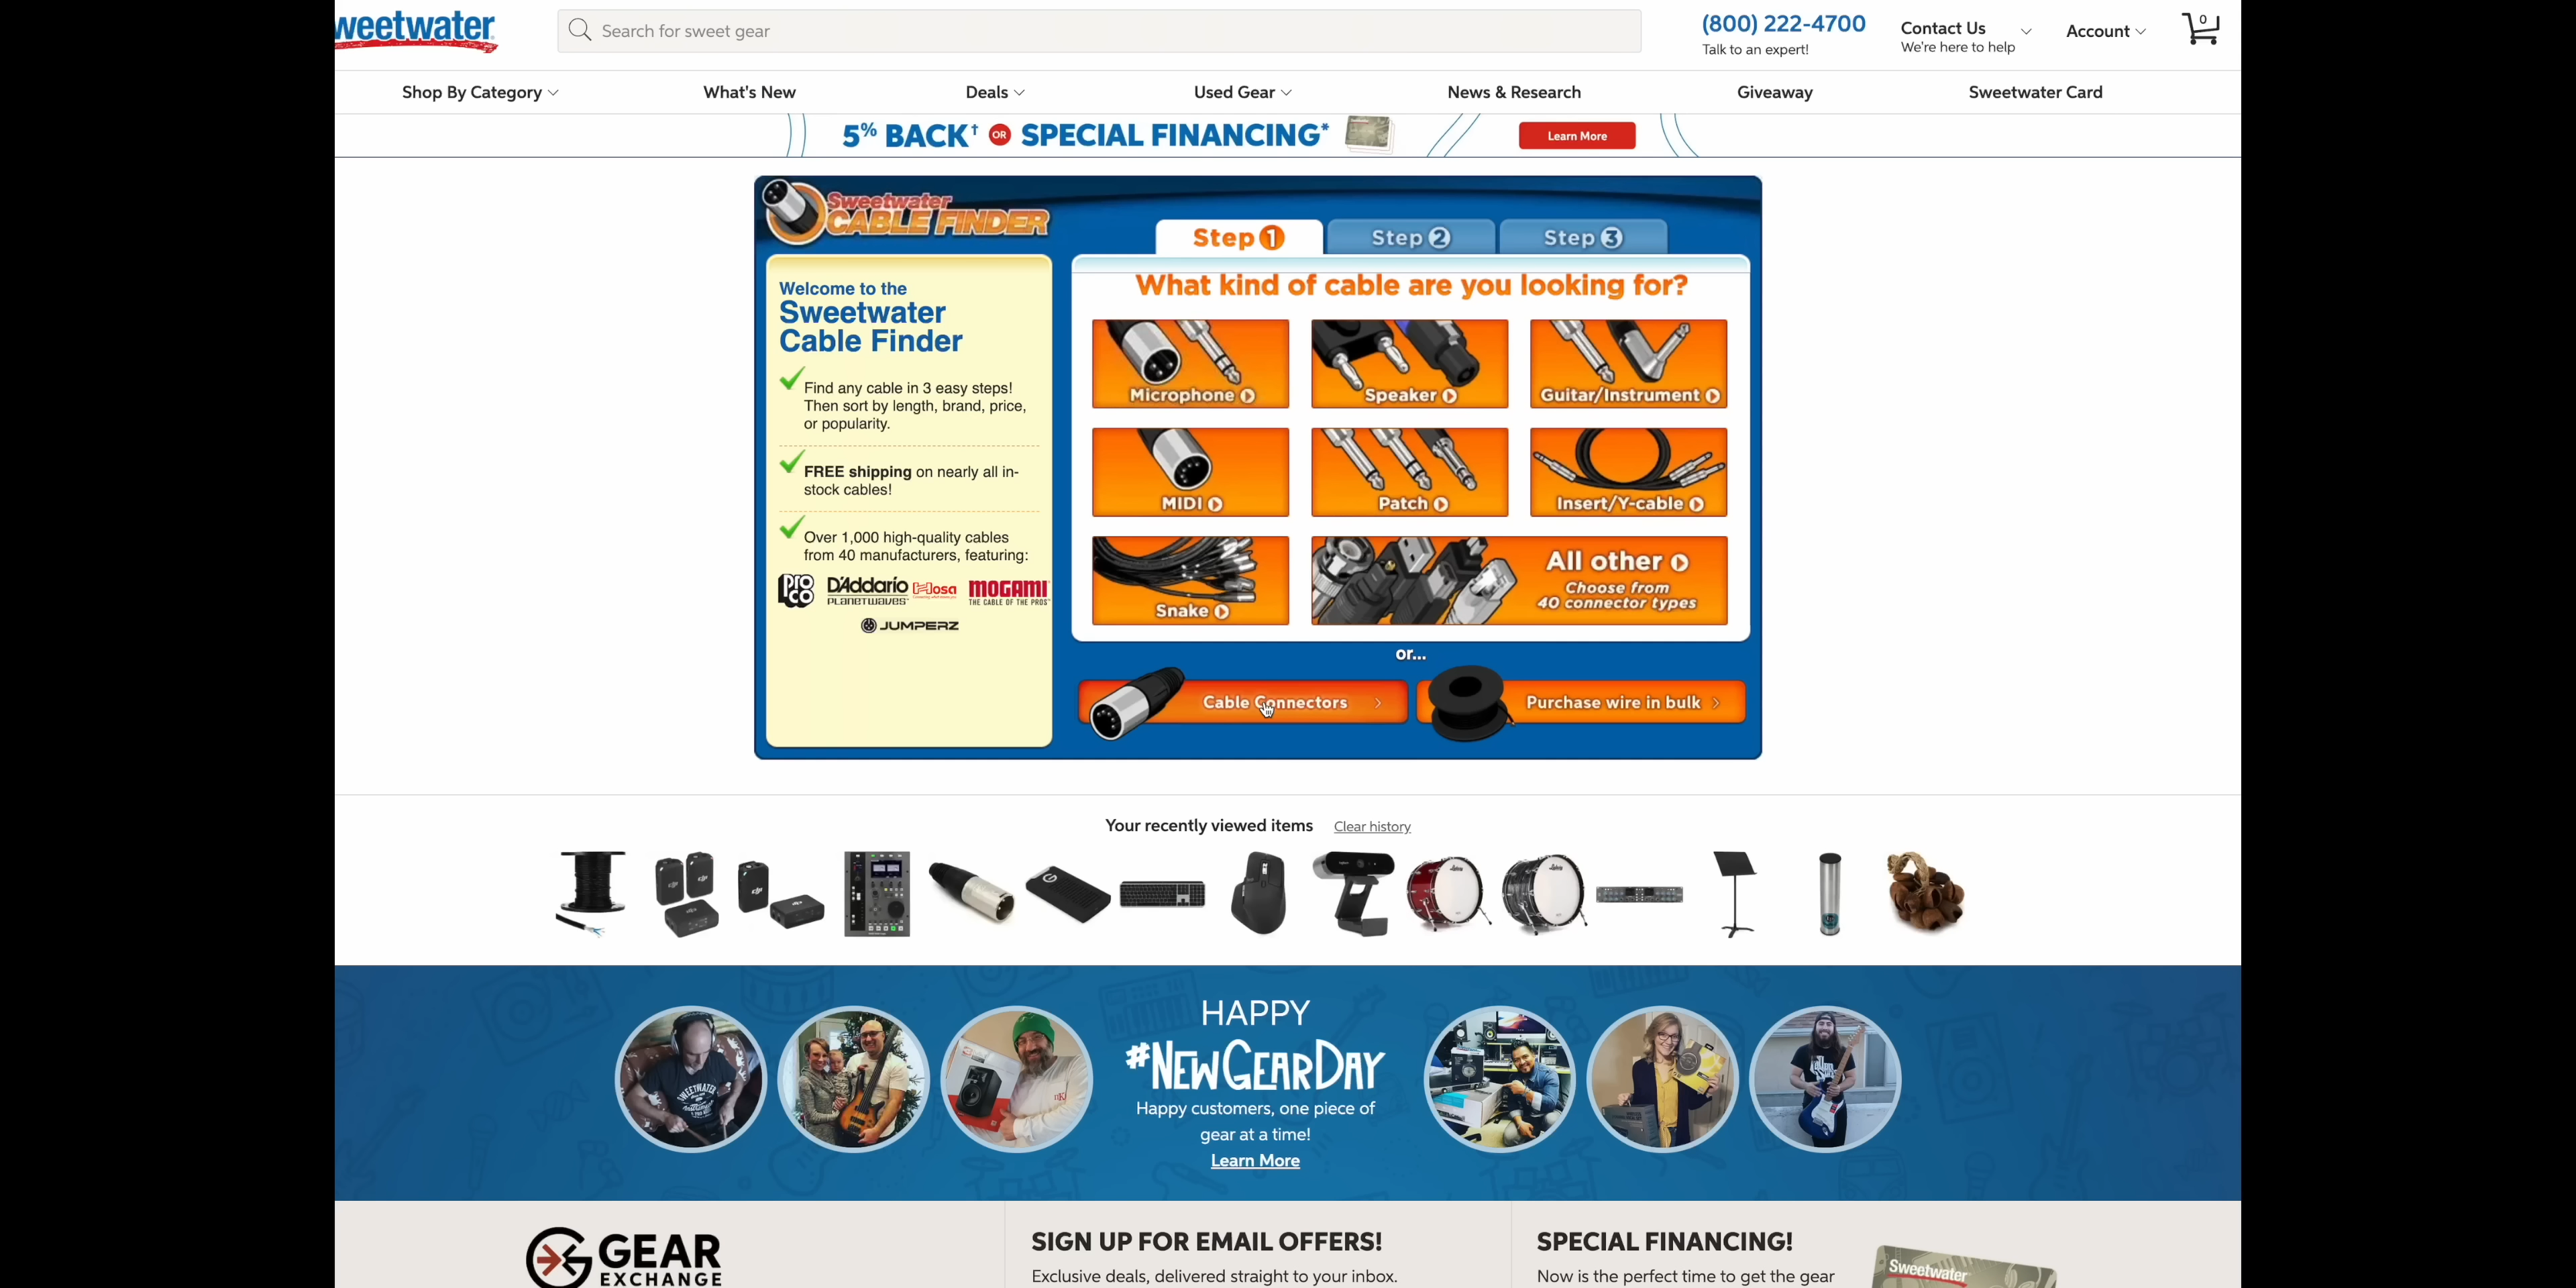 weetwater
Search for sweet gear
(800) 222-4700
Talk to an expert!
Contact Us
We're here to help
Account
0
Shop By Category
What's New
Deals
Used Gear
News & Research
Giveaway
Sweetwater Card
5% BACK† OR SPECIAL FINANCING*
Learn More
Sweetwater
CABLE FINDER
Step 1
Step 2
Step 3
Welcome to the
Sweetwater
Cable Finder
Find any cable in 3 easy steps!
Then sort by length, brand, price,
or popularity.
FREE shipping on nearly all in-
stock cables!
Over 1,000 high-quality cables
from 40 manufacturers, featuring:
PRO CO
D'Addario
PLANET WAVES
Hosa
MOGAMI
THE CABLE OF THE PROS
JUMPERZ
What kind of cable are you looking for?
Microphone
Speaker
Guitar/Instrument
MIDI
Patch
Insert/Y-cable
Snake
All other
Choose from
40 connector types
or...
Cable Connectors
Purchase wire in bulk
Your recently viewed items
Clear history
HAPPY
#NEWGEARDAY
Happy customers, one piece of
gear at a time!
Learn More
GEAR
EXCHANGE
SIGN UP FOR EMAIL OFFERS!
Exclusive deals, delivered straight to your inbox.
SPECIAL FINANCING!
Now is the perfect time to get the gear
Sweetwater